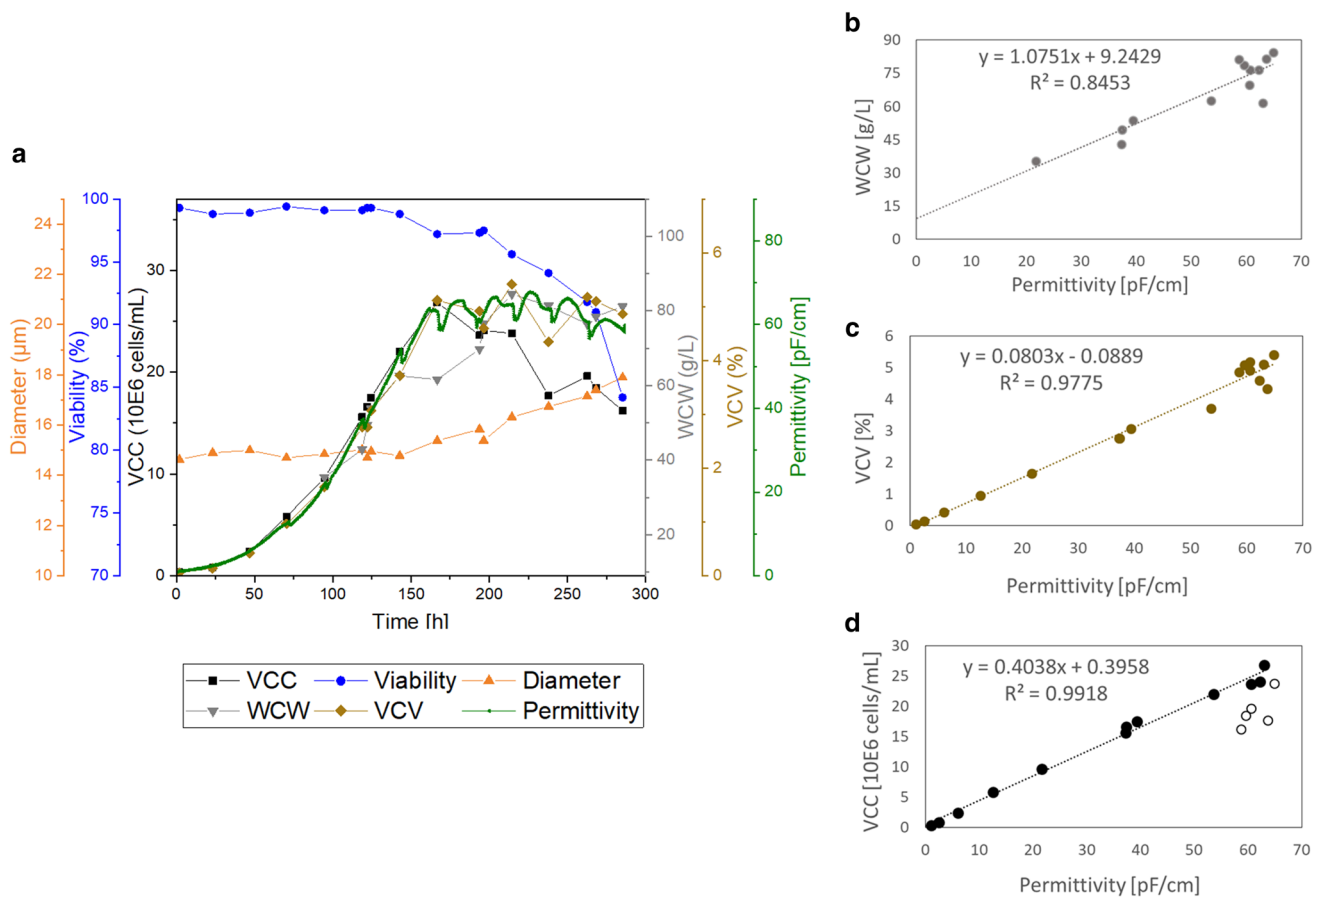 a
24
22
20
18
16
14
12
10
Diameter (μm)
100
95
90
85
80
75
70
Viability (%)
30
20
10
0
VCC (10E6 cells/mL)
0 50 100 150 200 250 300
Time [h]
100
80
60
40
20
WCW (g/L)
6
4
2
0
VCV (%)
80
60
40
20
0
Permittivity [pF/cm]
VCC Viability Diameter
WCW VCV Permittivity
b
90
75
60
45
30
15
0
WCW [g/L]
y = 1.0751x + 9.2429
R² = 0.8453
0 10 20 30 40 50 60 70
Permittivity [pF/cm]
c
6
5
4
3
2
1
0
VCV [%]
y = 0.0803x - 0.0889
R² = 0.9775
0 10 20 30 40 50 60 70
Permittivity [pF/cm]
d
30
25
20
15
10
5
0
VCC [10E6 cells/mL]
y = 0.4038x + 0.3958
R² = 0.9918
0 10 20 30 40 50 60 70
Permittivity [pF/cm]